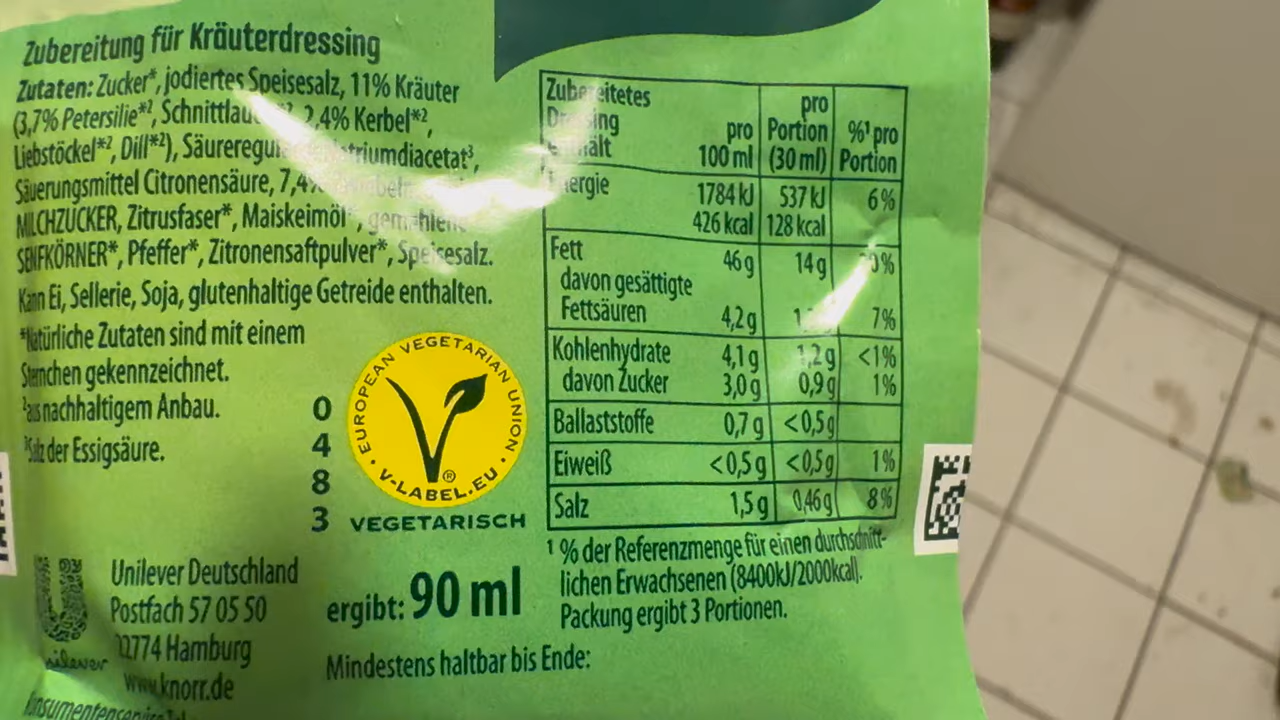 Zubereitung für Kräuterdressing
Zutaten: Zucker*, jodiertes Speisesalz, 11% Kräuter
(3,7% Petersilie*², 2,4% Kerbel*²,
Liebstöckel*², Dill*²),
Säuerungsmittel Citronensäure,
MILCHZUCKER, Zitrusfaser*, Maiskeimöl*, gemahlene
SENFKÖRNER*, Pfeffer*, Zitronensaftpulver*, Speisesalz.
Kann Ei, Sellerie, Soja, glutenhaltige Getreide enthalten.
*Natürliche Zutaten sind mit einem
Sternchen gekennzeichnet.
²aus nachhaltigem Anbau.
³Salz der Essigsäure.
0
4
8
3
EUROPEAN VEGETARIAN UNION
V-LABEL.EU
®
VEGETARISCH
Unilever Deutschland
Postfach 57 05 50
22774 Hamburg
www.knorr.de
Unilever
ergibt: 90 ml
Mindestens haltbar bis Ende:
Zubereitetes
Dressing
enthält
pro 100 ml
pro Portion (30 ml)
%¹ pro Portion
Energie 1784 kJ 537 kJ 6%
426 kcal 128 kcal
Fett 46 g 14 g
davon gesättigte
Fettsäuren 4,2 g 7%
Kohlenhydrate 4,1 g 1,2 g <1%
davon Zucker 3,0 g 0,9 g 1%
Ballaststoffe 0,7 g <0,5 g
Eiweiß <0,5 g <0,5 g 1%
Salz 1,5 g 0,46 g 8%
¹ % der Referenzmenge für einen durchschnitt-
lichen Erwachsenen (8400kJ/2000kcal).
Packung ergibt 3 Portionen.